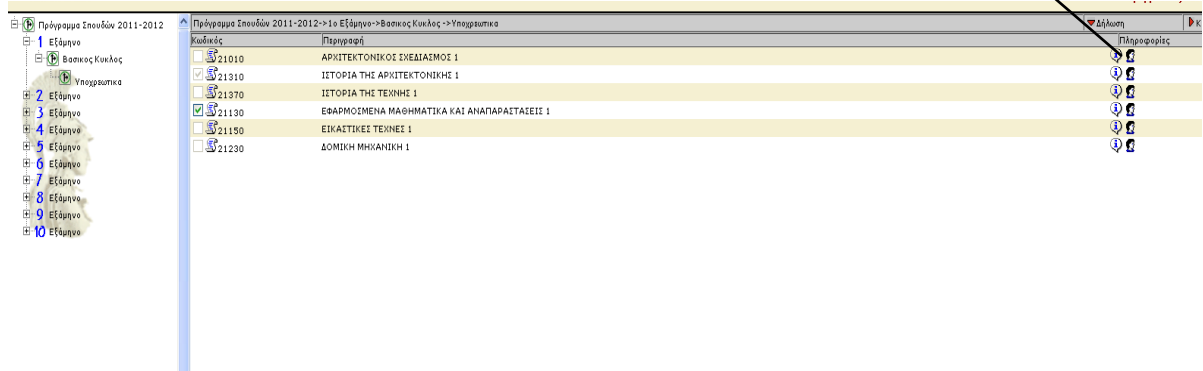 Πρόγραμμα Σπουδών 2011-2012
1 Εξάμηνο
Βασικος Κυκλος
Υποχρεωτικα
2 Εξάμηνο
3 Εξάμηνο
4 Εξάμηνο
5 Εξάμηνο
6 Εξάμηνο
7 Εξάμηνο
8 Εξάμηνο
9 Εξάμηνο
10 Εξάμηνο
Πρόγραμμα Σπουδών 2011-2012->1ο Εξάμηνο->Βασικος Κυκλος ->Υποχρεωτικα Δήλωση Κ
Κωδικός Περιγραφή Πληροφορίες
21010 ΑΡΧΙΤΕΚΤΟΝΙΚΟΣ ΣΧΕΔΙΑΣΜΟΣ 1
21310 ΙΣΤΟΡΙΑ ΤΗΣ ΑΡΧΙΤΕΚΤΟΝΙΚΗΣ 1
21370 ΙΣΤΟΡΙΑ ΤΗΣ ΤΕΧΝΗΣ 1
21130 ΕΦΑΡΜΟΣΜΕΝΑ ΜΑΘΗΜΑΤΙΚΑ ΚΑΙ ΑΝΑΠΑΡΑΣΤΑΣΕΙΣ 1
21150 ΕΙΚΑΣΤΙΚΕΣ ΤΕΧΝΕΣ 1
21230 ΔΟΜΙΚΗ ΜΗΧΑΝΙΚΗ 1